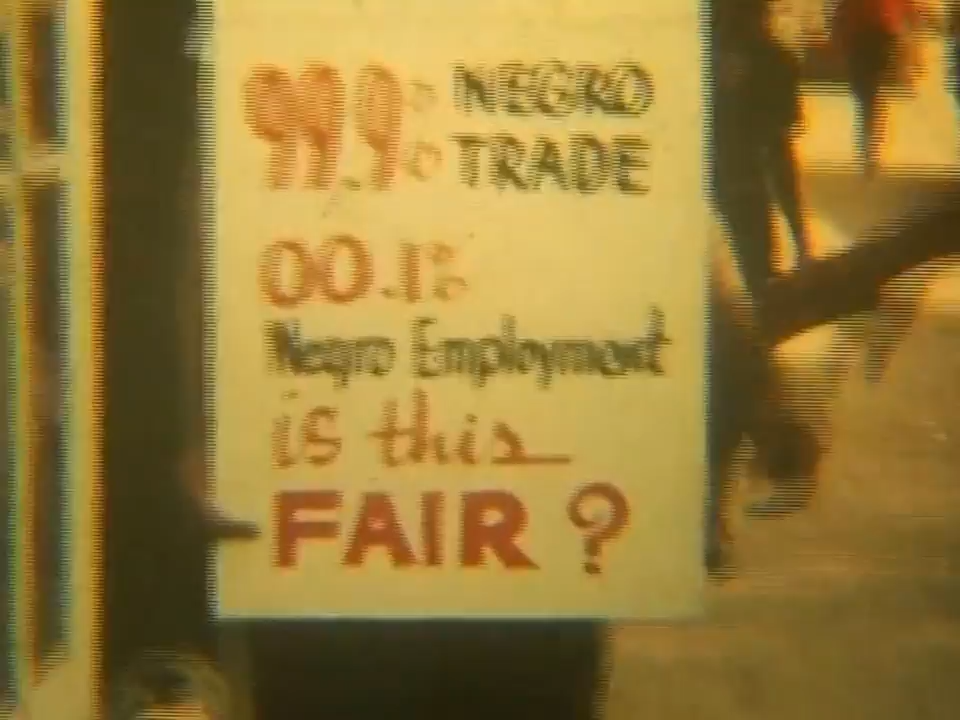 99.9% NEGRO
TRADE
00.1%
Negro Employment
is this
FAIR ?